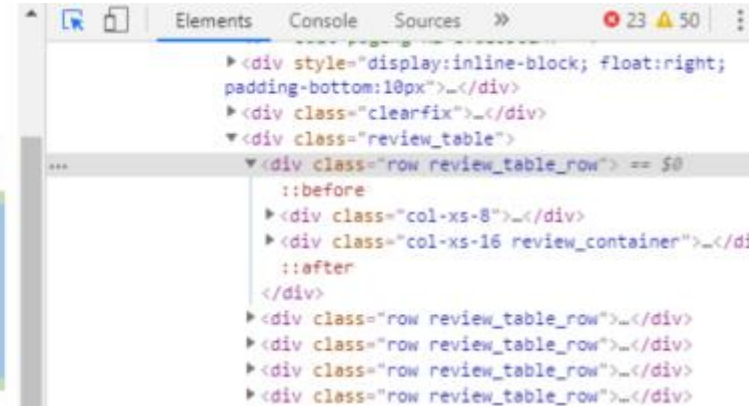 Elements Console Sources » 23 50
<div style="display:inline-block; float:right;
padding-bottom:10px">…</div>
<div class="clearfix">…</div>
<div class="review_table">
… <div class="row review_table_row"> == $0
::before
<div class="col-xs-8">…</div>
<div class="col-xs-16 review_container">…</di
::after
</div>
<div class="row review_table_row">…</div>
<div class="row review_table_row">…</div>
<div class="row review_table_row">…</div>
<div class="row review_table_row">…</div>